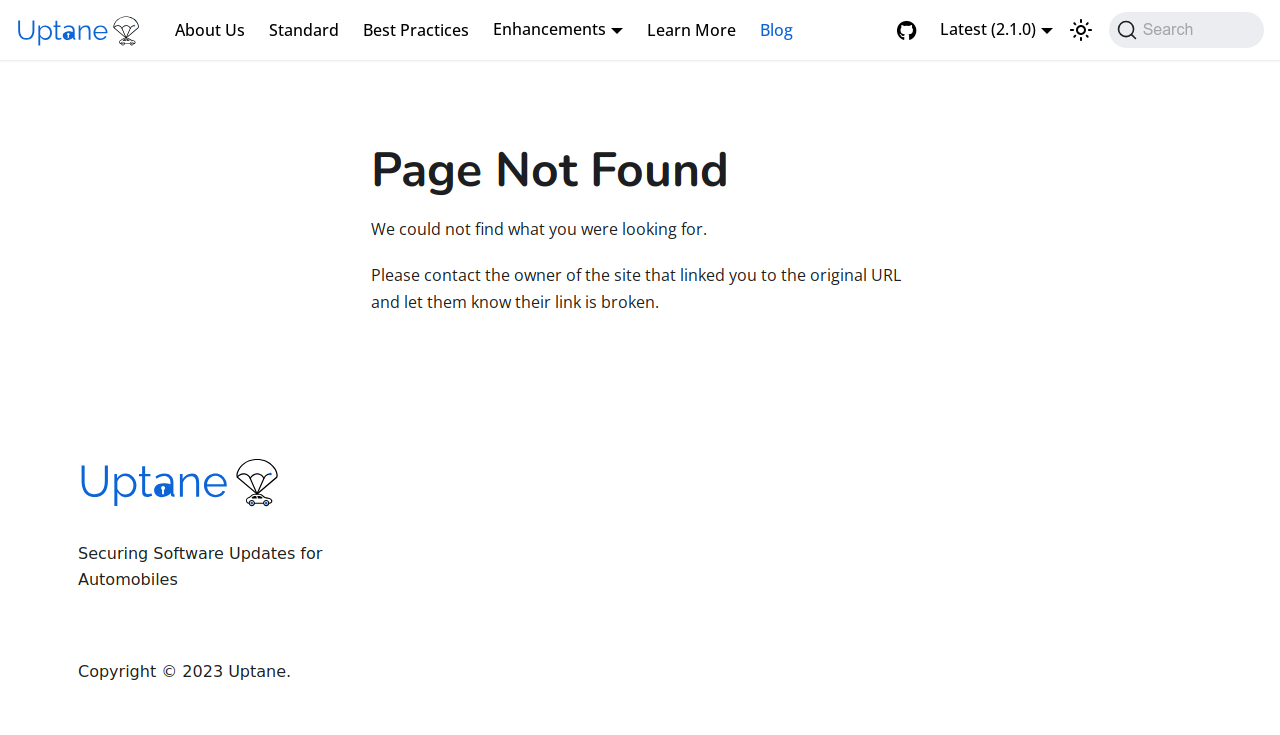 Uptane
About Us
Standard
Best Practices
Enhancements
Learn More
Blog
Latest (2.1.0)
Search
Page Not Found
We could not find what you were looking for.
Please contact the owner of the site that linked you to the original URL
and let them know their link is broken.
Uptane
Securing Software Updates for
Automobiles
Copyright © 2023 Uptane.